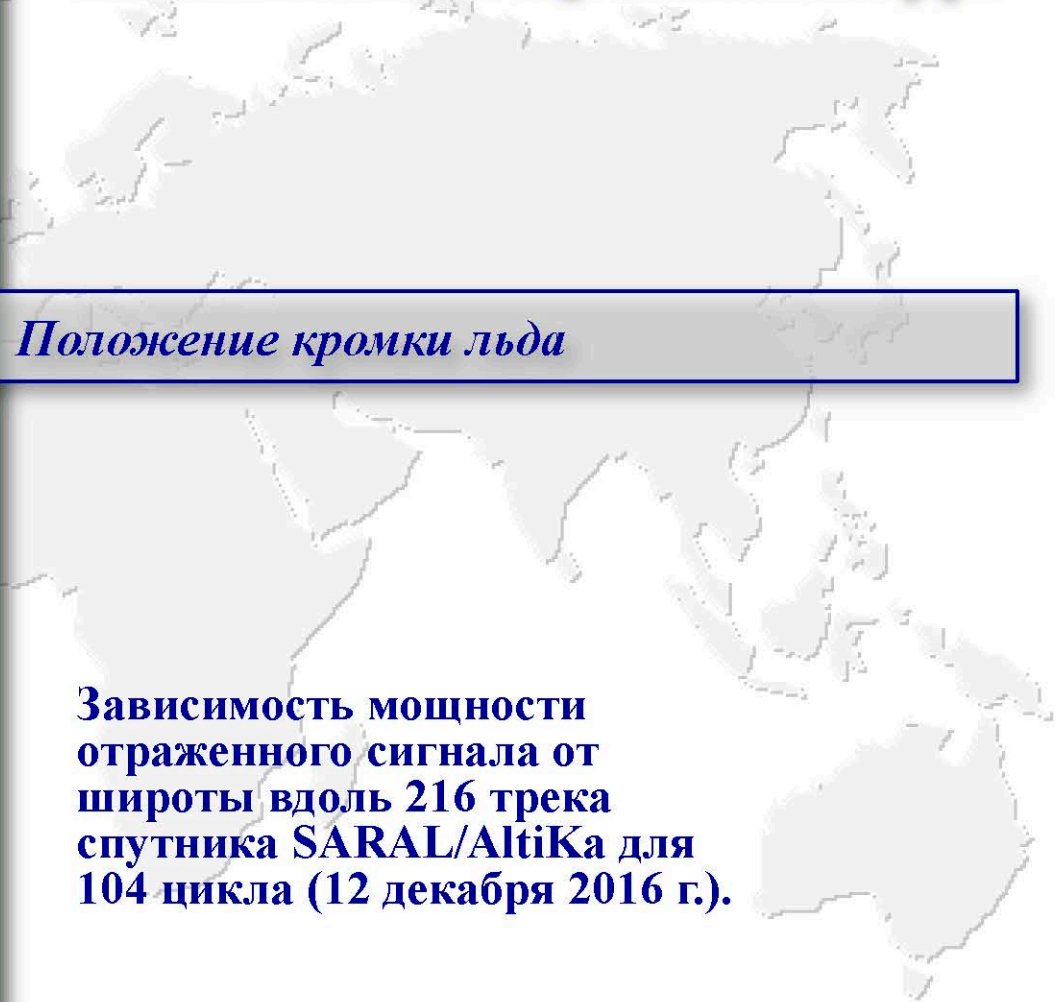 Положение кромки льда
Зависимость мощности
отраженного сигнала от
широты вдоль 216 трека
спутника SARAL/AltiKa для
104 цикла (12 декабря 2016 г.).